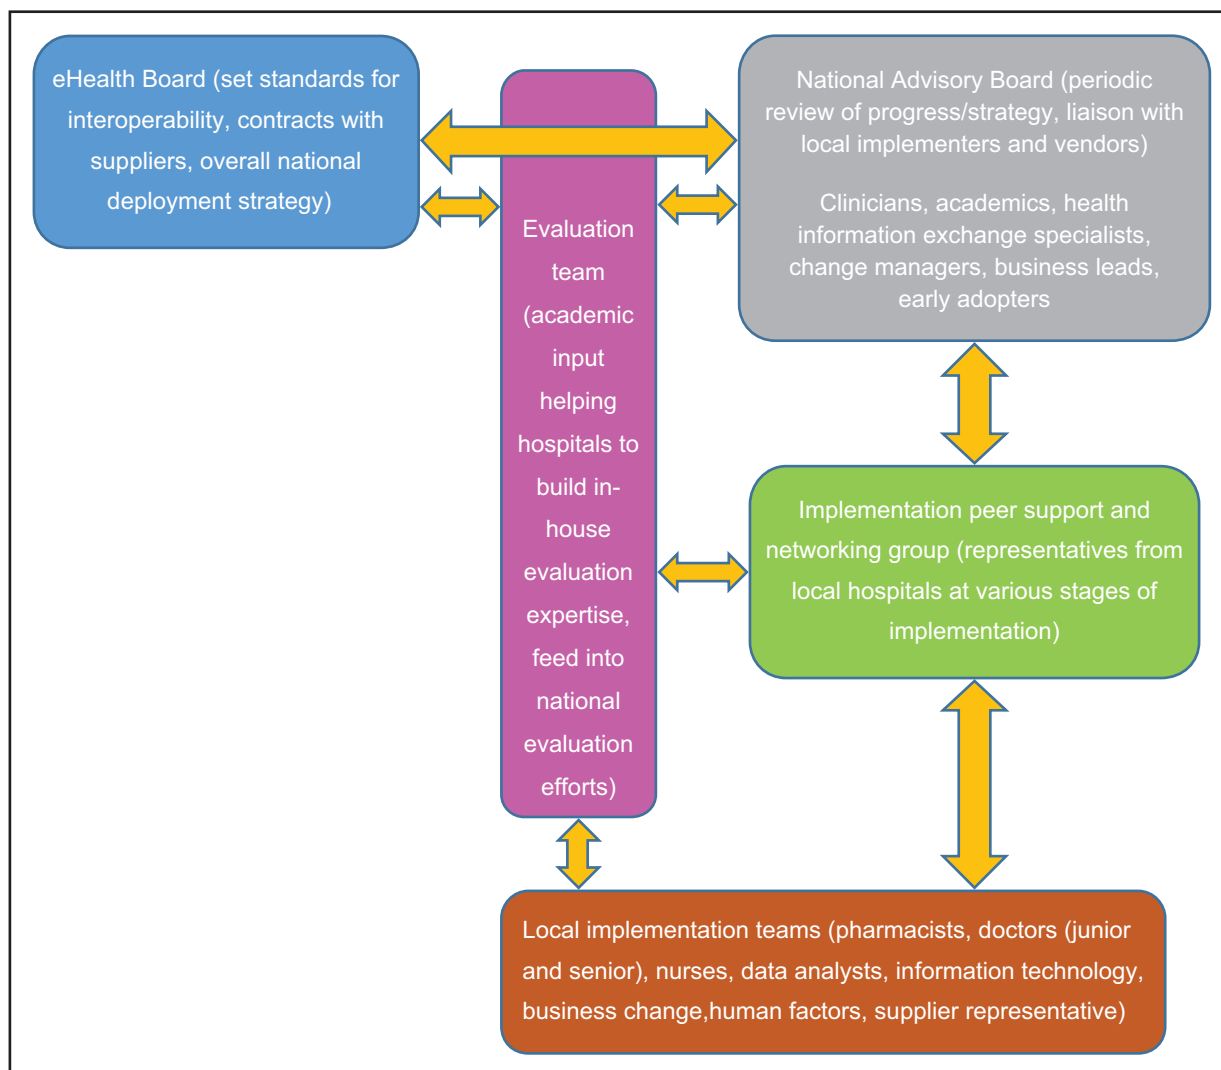 eHealth Board (set standards for
interoperability, contracts with
suppliers, overall national
deployment strategy)
National Advisory Board (periodic
review of progress/strategy, liaison with
local implementers and vendors)
Clinicians, academics, health
information exchange specialists,
change managers, business leads,
early adopters
Evaluation
team
(academic
input
helping
hospitals to
build in-
house
evaluation
expertise,
feed into
national
evaluation
efforts)
Implementation peer support and
networking group (representatives from
local hospitals at various stages of
implementation)
Local implementation teams (pharmacists, doctors (junior
and senior), nurses, data analysts, information technology,
business change,human factors, supplier representative)